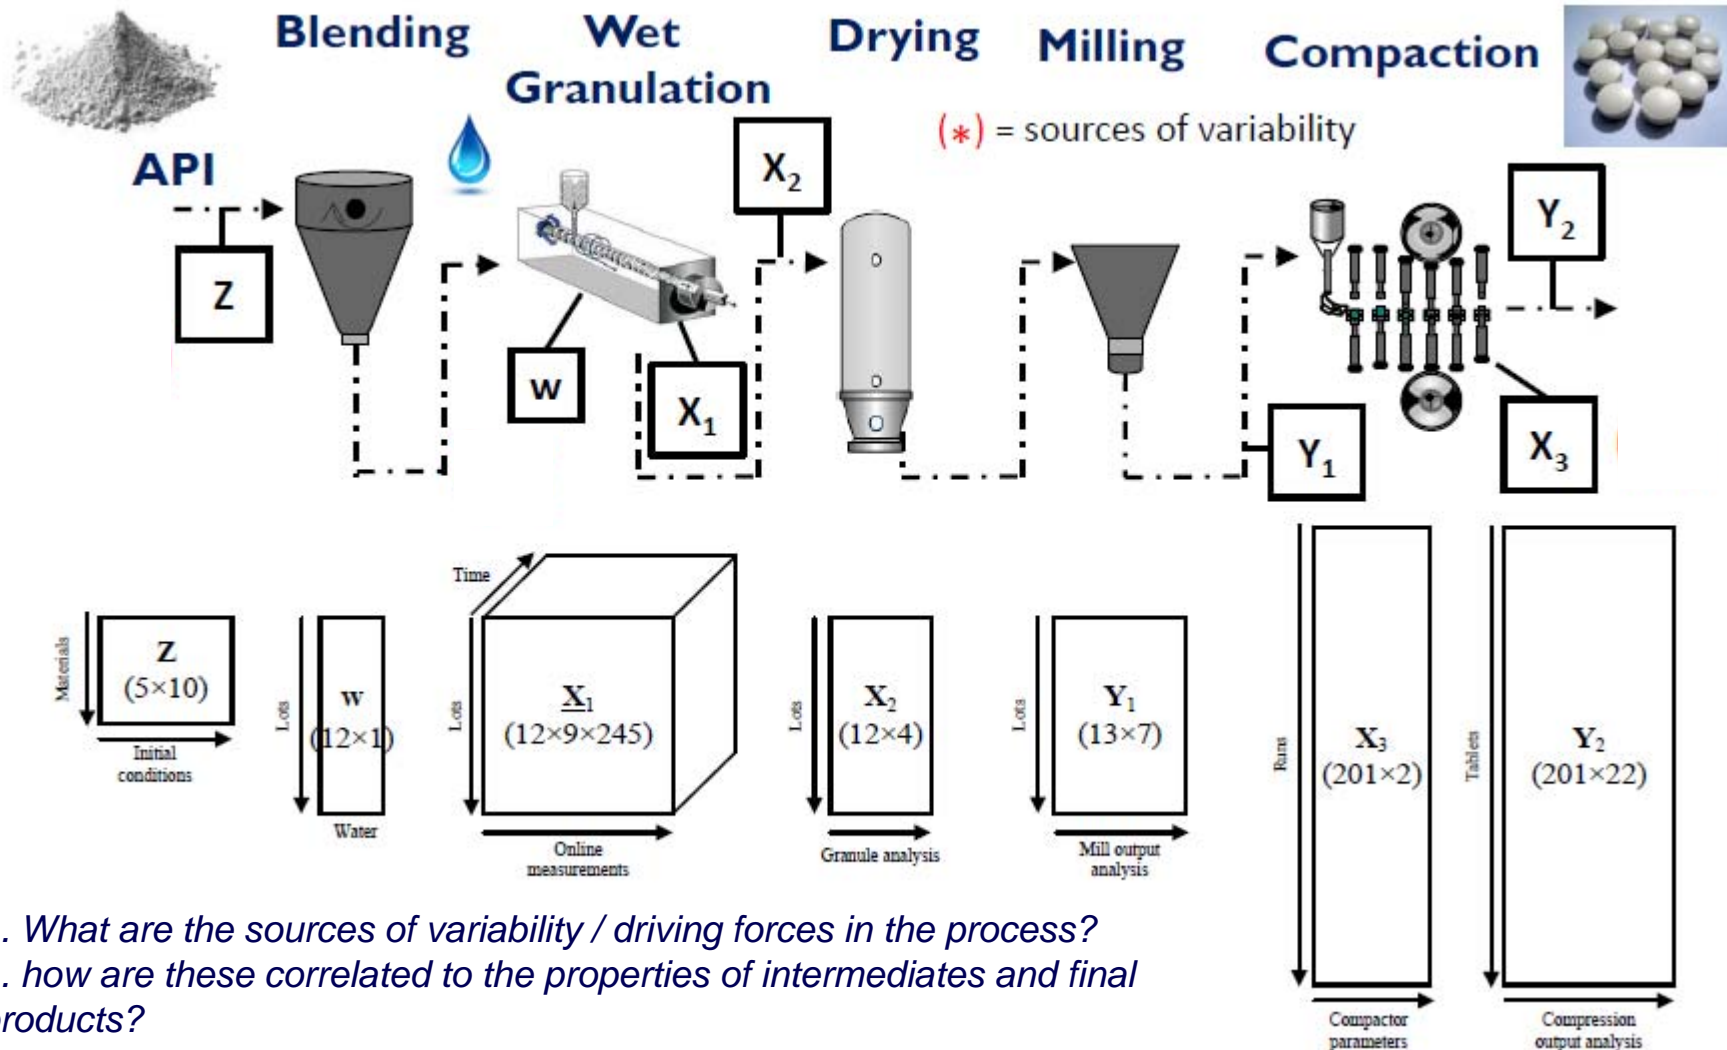 Blending
Wet
Granulation
Drying
Milling
Compaction
(*) = sources of variability
API
Z
w
X1
X2
Y1
X3
Y2
Materials
Z
(5×10)
Initial
conditions
Lots
w
(12×1)
Water
Time
Lots
X1
(12×9×245)
Online
measurements
Lots
X2
(12×4)
Granule analysis
Lots
Y1
(13×7)
Mill output
analysis
Runs
X3
(201×2)
Compactor
parameters
Tablets
Y2
(201×22)
Compression
output analysis
. What are the sources of variability / driving forces in the process?
. how are these correlated to the properties of intermediates and final
products?